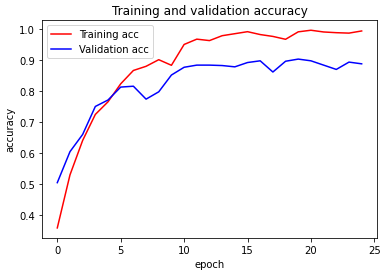 Training and validation accuracy
Training acc
Validation acc
accuracy
1.0
0.9
0.8
0.7
0.6
0.5
0.4
0 5 10 15 20 25
epoch